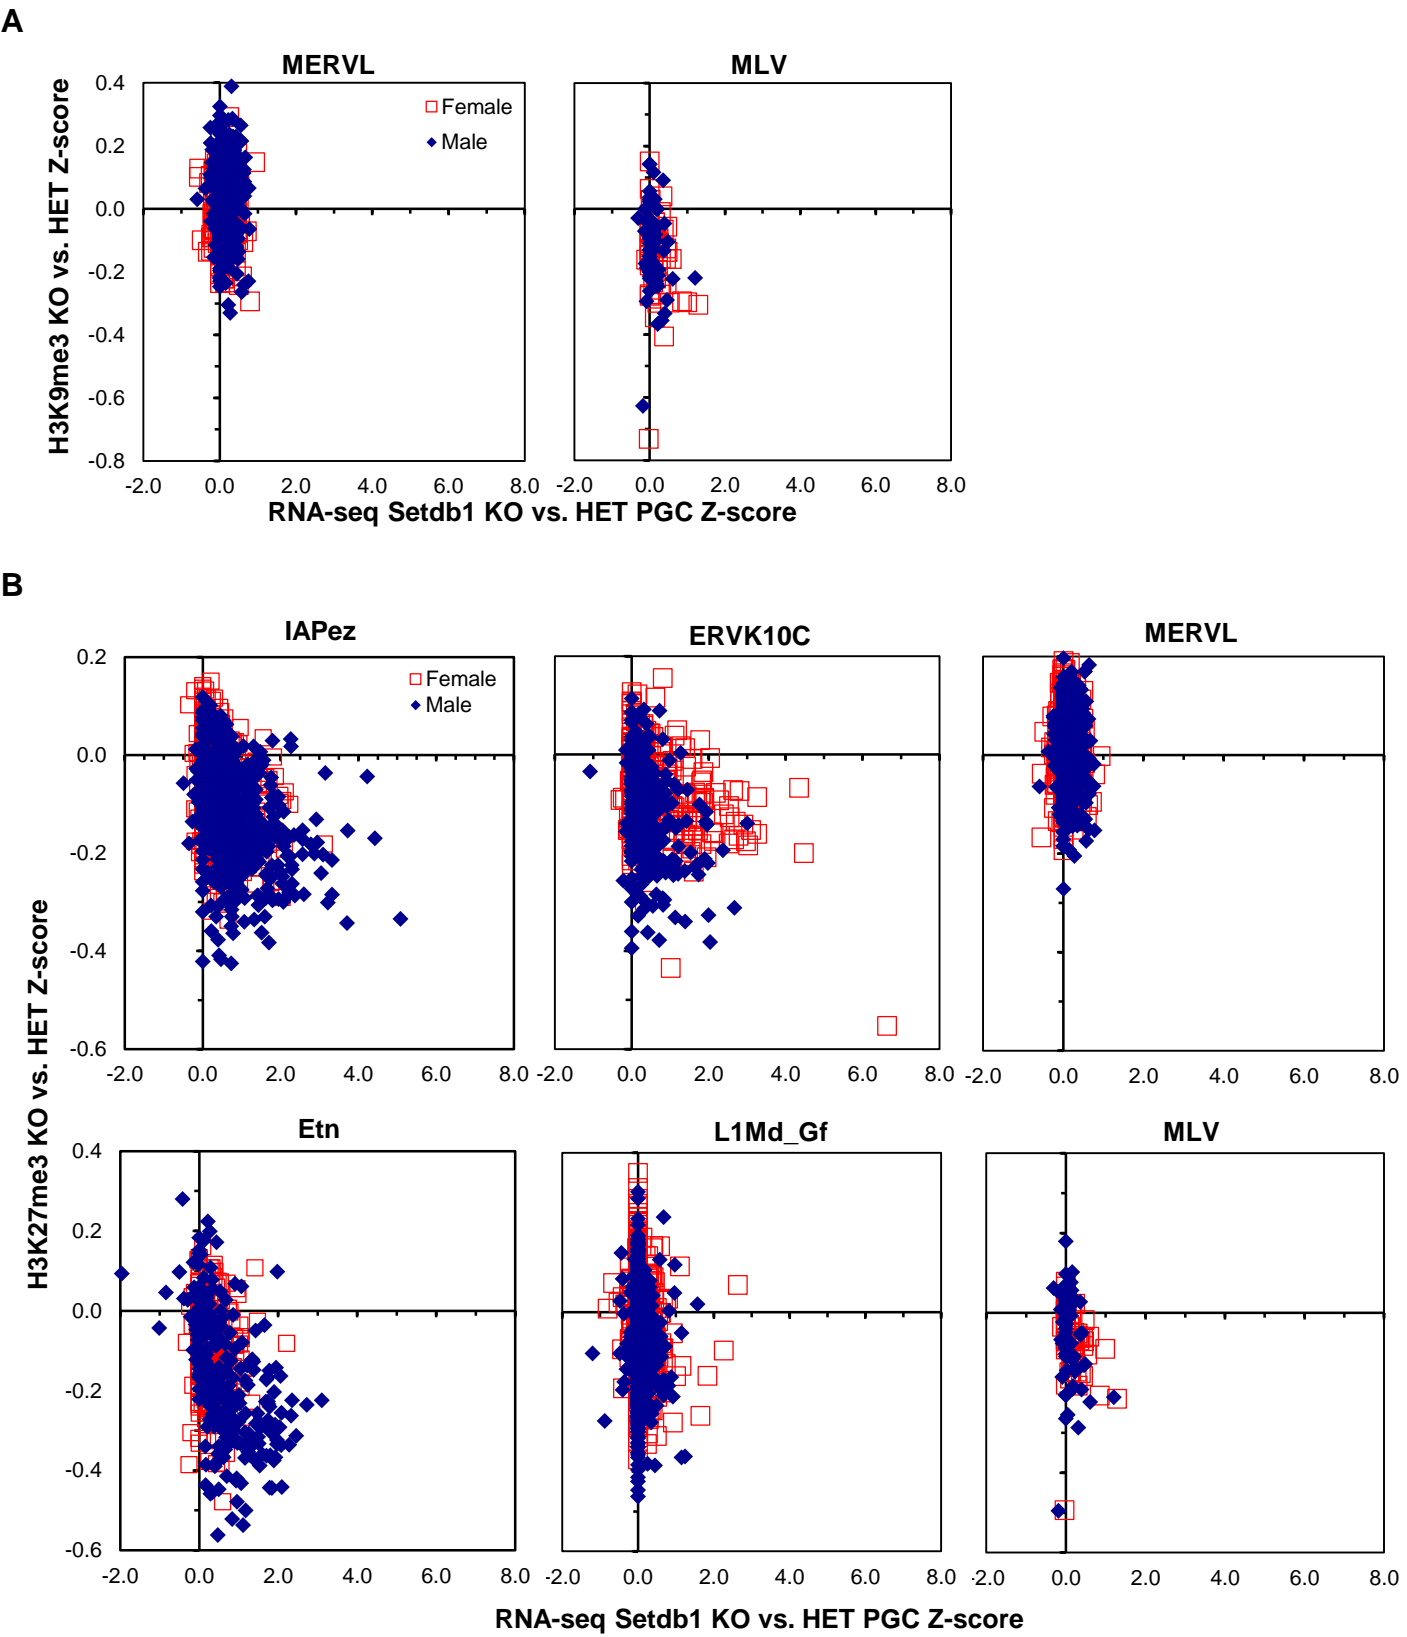 A
MERVL MLV
H3K9me3 KO vs. HET Z-score
0.4
0.2
0.0
-0.2
-0.4
-0.6
-0.8
Female
Male
-2.0 0.0 2.0 4.0 6.0 8.0 -2.0 0.0 2.0 4.0 6.0 8.0
RNA-seq Setdb1 KO vs. HET PGC Z-score
B
H3K27me3 KO vs. HET Z-score
IAPez ERVK10C MERVL
0.2
0.0
-0.2
-0.4
-0.6
Female
Male
-2.0 0.0 2.0 4.0 6.0 8.0 -2.0 0.0 2.0 4.0 6.0 8.0 -2.0 0.0 2.0 4.0 6.0 8.0
Etn L1Md_Gf MLV
0.4
0.2
0.0
-0.2
-0.4
-0.6
-2.0 0.0 2.0 4.0 6.0 8.0 -2.0 0.0 2.0 4.0 6.0 8.0 -2.0 0.0 2.0 4.0 6.0 8.0
RNA-seq Setdb1 KO vs. HET PGC Z-score